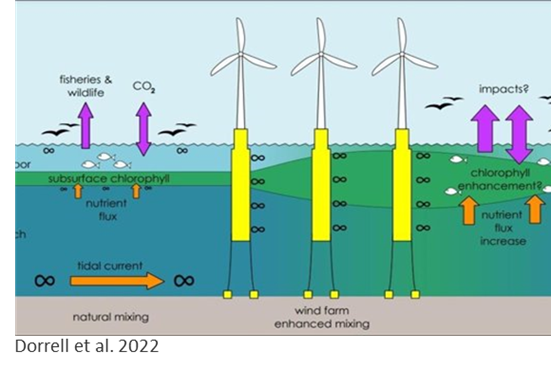 fisheries &
wildlife
CO₂
impacts?
subsurface chlorophyll
chlorophyll
enhancement?
nutrient
flux
nutrient
flux
increase
tidal current
natural mixing
wind farm
enhanced mixing
Dorrell et al. 2022